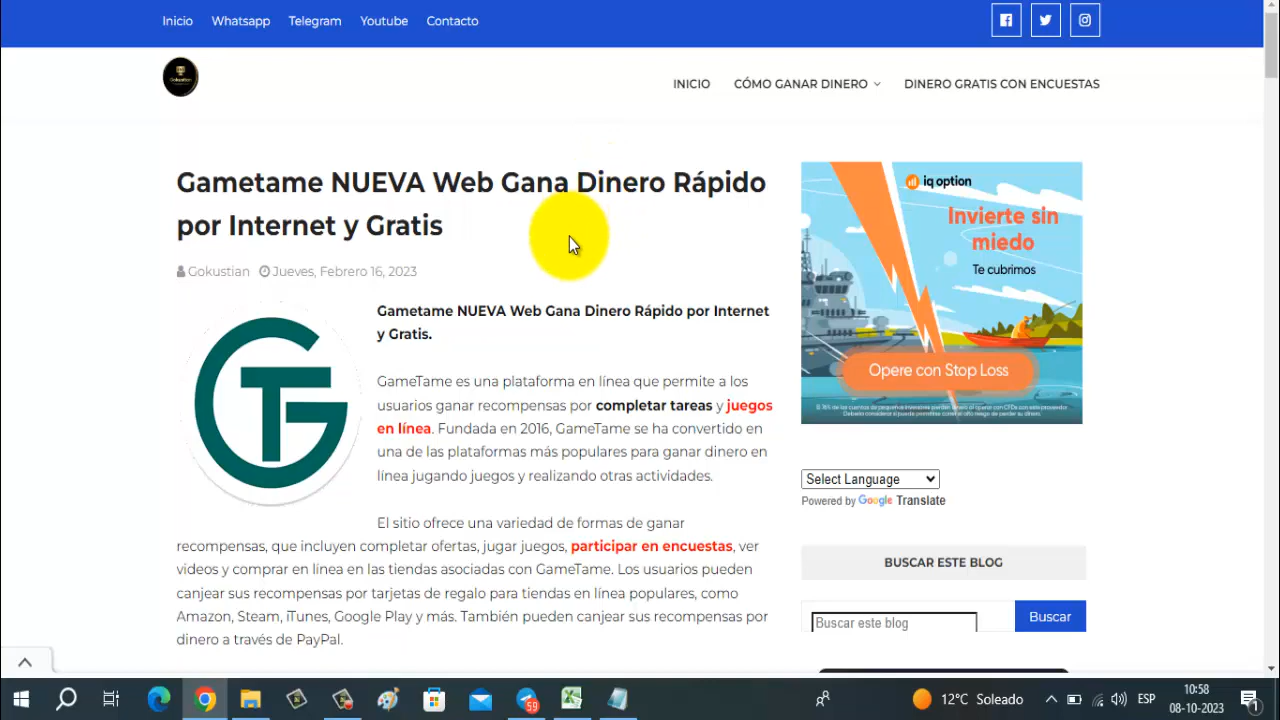 Inicio Whatsapp Telegram Youtube Contacto
Gokustian
INICIO CÓMO GANAR DINERO DINERO GRATIS CON ENCUESTAS
Gametame NUEVA Web Gana Dinero Rápido
por Internet y Gratis
Gokustian Jueves, Febrero 16, 2023
Gametame NUEVA Web Gana Dinero Rápido por Internet
y Gratis.
GameTame es una plataforma en línea que permite a los
usuarios ganar recompensas por completar tareas y juegos
en línea. Fundada en 2016, GameTame se ha convertido en
una de las plataformas más populares para ganar dinero en
línea jugando juegos y realizando otras actividades.
El sitio ofrece una variedad de formas de ganar
recompensas, que incluyen completar ofertas, jugar juegos, participar en encuestas, ver
videos y comprar en línea en las tiendas asociadas con GameTame. Los usuarios pueden
canjear sus recompensas por tarjetas de regalo para tiendas en línea populares, como
Amazon, Steam, iTunes, Google Play y más. También pueden canjear sus recompensas por
dinero a través de PayPal.
iq option
Invierte sin
miedo
Te cubrimos
Opere con Stop Loss
Select Language
Powered by Google Translate
BUSCAR ESTE BLOG
Buscar este blog Buscar
59
12°C Soleado ESP 10:58
08-10-2023 1